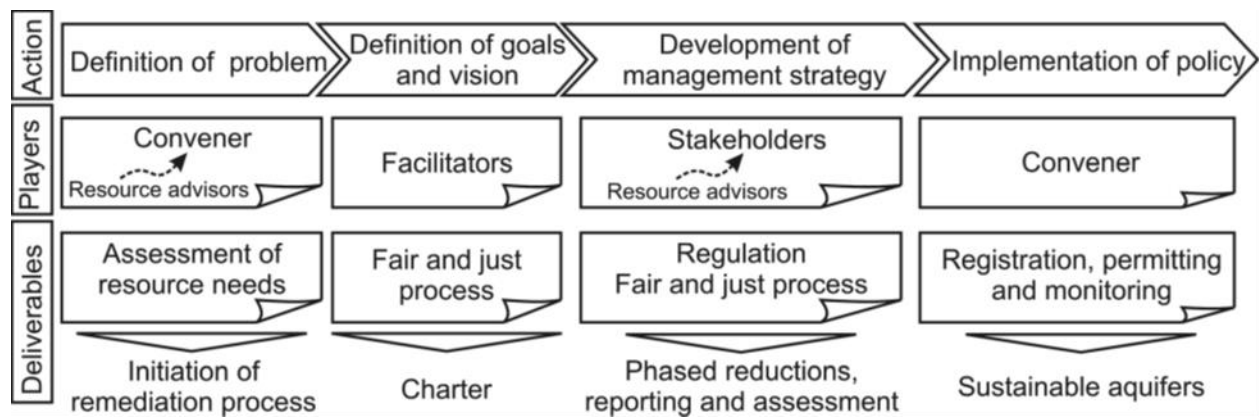 Action
Definition of problem
Definition of goals
and vision
Development of
management strategy
Implementation of policy
Players
Convener
Resource advisors
Facilitators
Stakeholders
Resource advisors
Convener
Deliverables
Assessment of
resource needs
Fair and just
process
Regulation
Fair and just process
Registration, permitting
and monitoring
Initiation of
remediation process
Charter
Phased reductions,
reporting and assessment
Sustainable aquifers